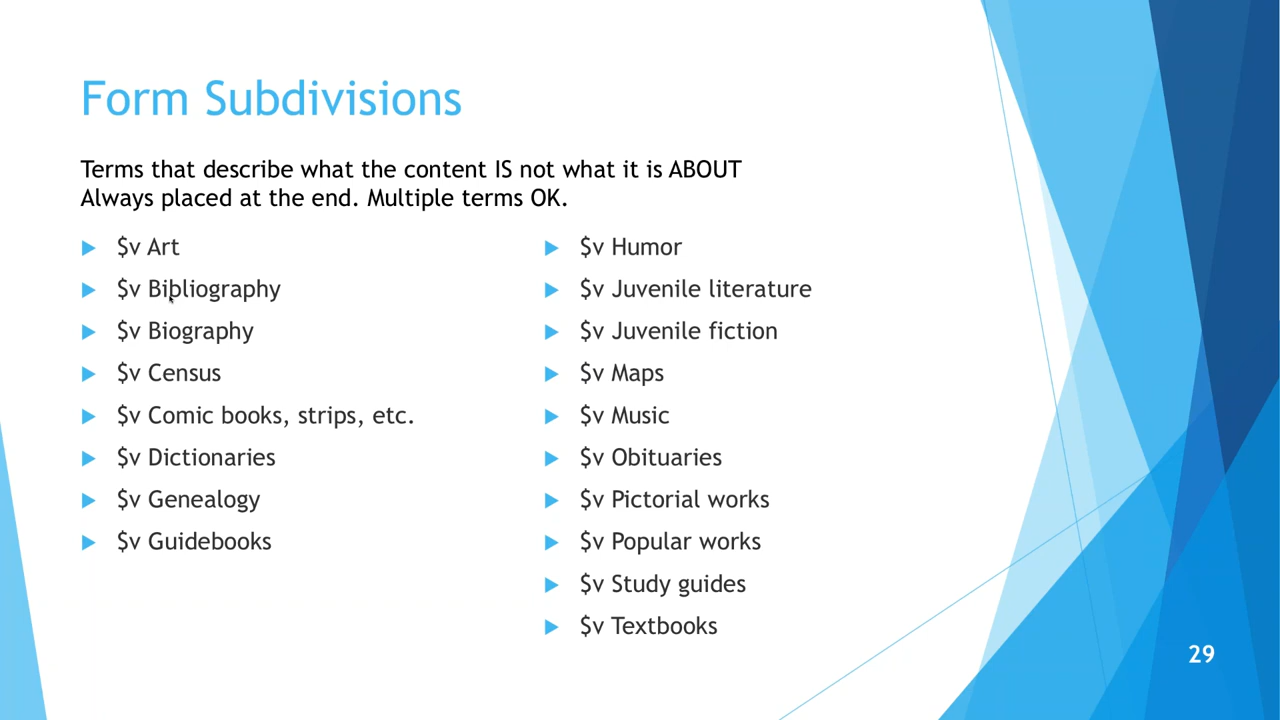 Form Subdivisions
Terms that describe what the content IS not what it is ABOUT
Always placed at the end. Multiple terms OK.
$v Art
$v Bibliography
$v Biography
$v Census
$v Comic books, strips, etc.
$v Dictionaries
$v Genealogy
$v Guidebooks
$v Humor
$v Juvenile literature
$v Juvenile fiction
$v Maps
$v Music
$v Obituaries
$v Pictorial works
$v Popular works
$v Study guides
$v Textbooks
29